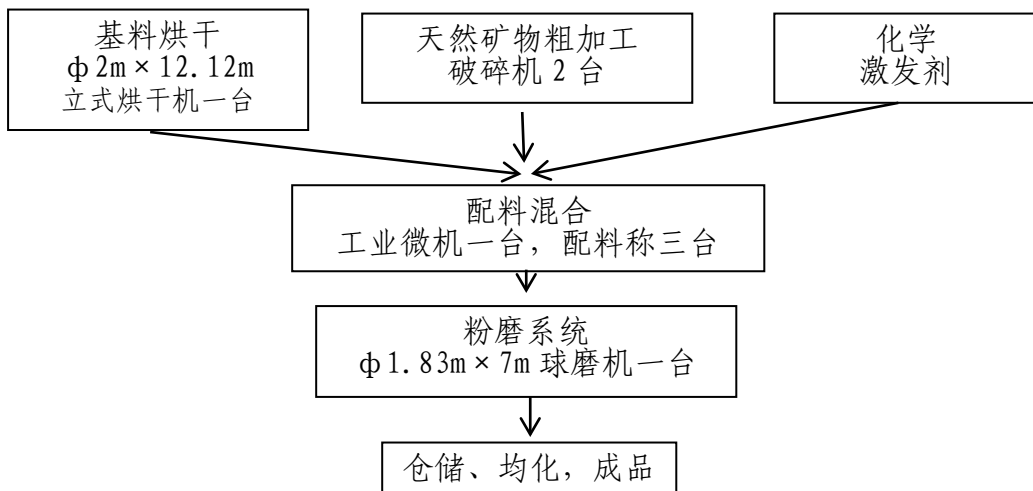 基料烘干
ф2m×12.12m
立式烘干机一台
天然矿物粗加工
破碎机2台
化学
激发剂
配料混合
工业微机一台，配料称三台
粉磨系统
ф1.83m×7m球磨机一台
仓储、均化，成品